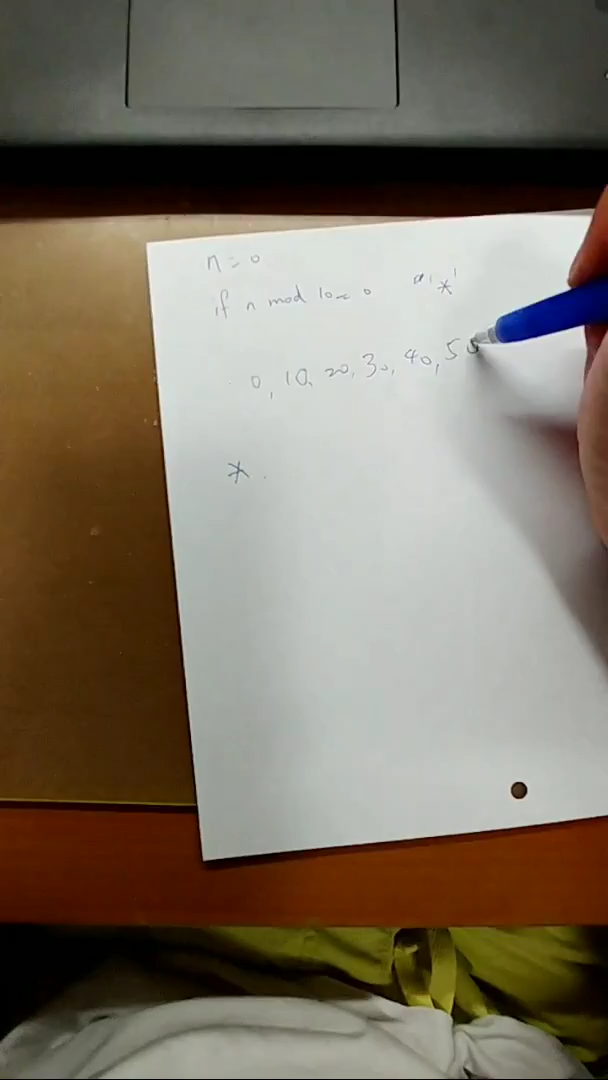 n = 0
if n mod 10 = 0 '*'
0, 10, 20, 30, 40, 50
*